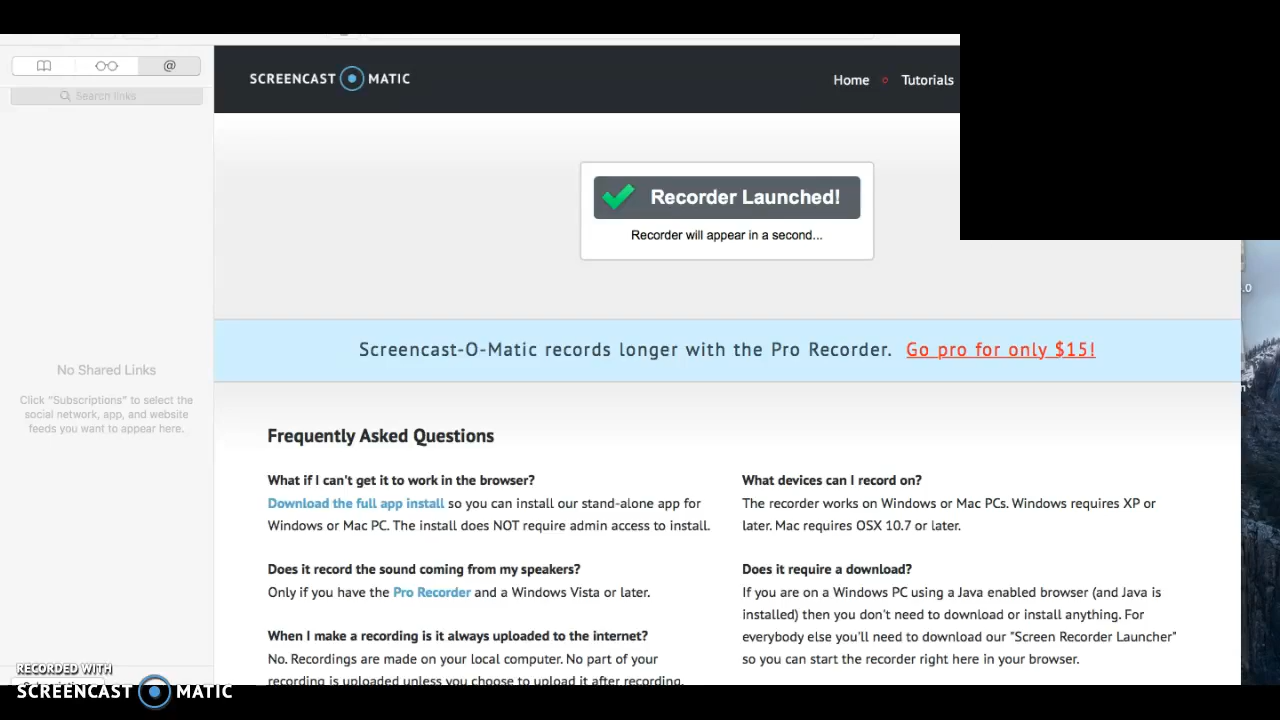 @
Search links
SCREENCAST MATIC
Home
Tutorials
Recorder Launched!
Recorder will appear in a second...
.0
Screencast-O-Matic records longer with the Pro Recorder. Go pro for only $15!
No Shared Links
Click "Subscriptions" to select the
social network, app, and website
feeds you want to appear here.
Frequently Asked Questions
What if I can't get it to work in the browser?
Download the full app install so you can install our stand-alone app for
Windows or Mac PC. The install does NOT require admin access to install.
Does it record the sound coming from my speakers?
Only if you have the Pro Recorder and a Windows Vista or later.
When I make a recording is it always uploaded to the internet?
No. Recordings are made on your local computer. No part of your
recording is uploaded unless you choose to upload it after recording.
What devices can I record on?
The recorder works on Windows or Mac PCs. Windows requires XP or
later. Mac requires OSX 10.7 or later.
Does it require a download?
If you are on a Windows PC using a Java enabled browser (and Java is
installed) then you don't need to download or install anything. For
everybody else you'll need to download our "Screen Recorder Launcher"
so you can start the recorder right here in your browser.
RECORDED WITH
SCREENCAST MATIC